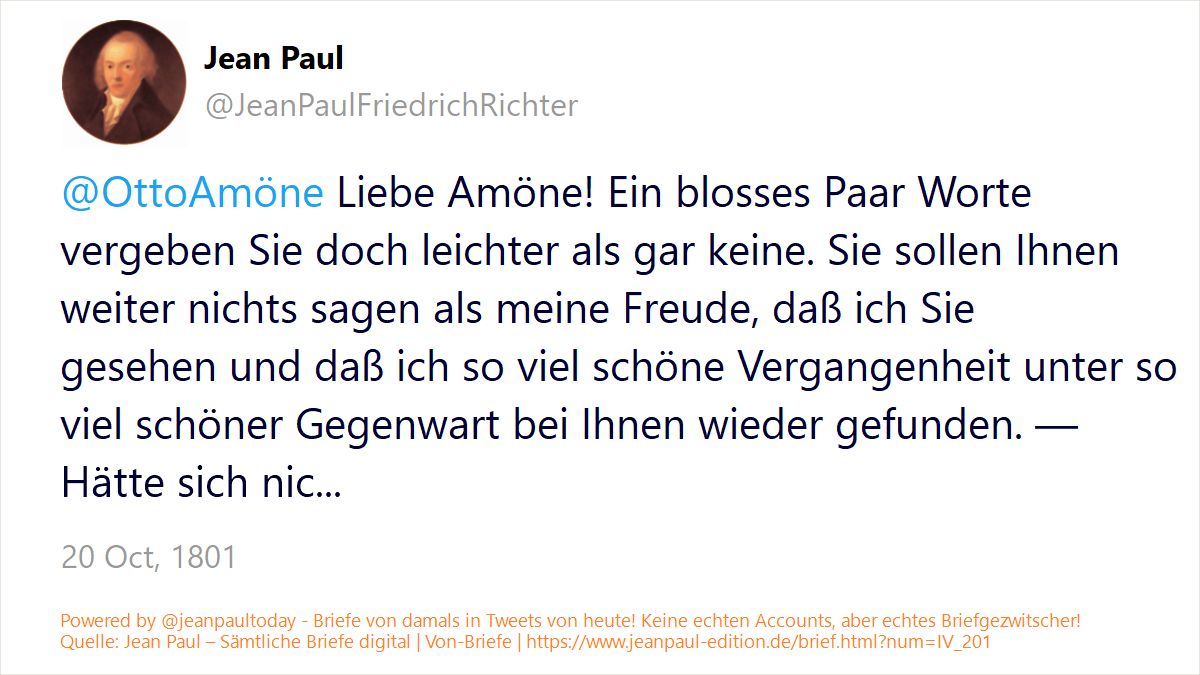 Jean Paul
@JeanPaulFriedrichRichter
@OttoAmöne Liebe Amöne! Ein blosses Paar Worte
vergeben Sie doch leichter als gar keine. Sie sollen Ihnen
weiter nichts sagen als meine Freude, daß ich Sie
gesehen und daß ich so viel schöne Vergangenheit unter so
viel schöner Gegenwart bei Ihnen wieder gefunden. —
Hätte sich nic...
20 Oct, 1801
Powered by @jeanpaultoday - Briefe von damals in Tweets von heute! Keine echten Accounts, aber echtes Briefgezwitscher!
Quelle: Jean Paul – Sämtliche Briefe digital | Von-Briefe | https://www.jeanpaul-edition.de/brief.html?num=IV_201